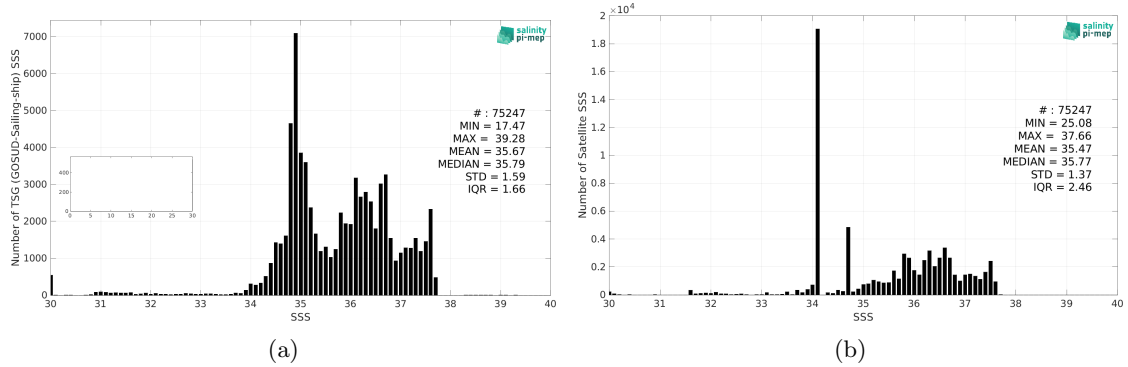 salinity
pi-mep
Number of TSG (GOSUD-Sailing-ship) SSS
7000
6000
5000
4000
3000
2000
1000
0
# : 75247
MIN = 17.47
MAX = 39.28
MEAN = 35.67
MEDIAN = 35.79
STD = 1.59
IQR = 1.66
400
200
0
0 5 10 15 20 25 30
30 31 32 33 34 35 36 37 38 39 40
SSS
(a)
×10⁴
salinity
pi-mep
Number of Satellite SSS
2
1.8
1.6
1.4
1.2
1
0.8
0.6
0.4
0.2
0
# : 75247
MIN = 25.08
MAX = 37.66
MEAN = 35.47
MEDIAN = 35.77
STD = 1.37
IQR = 2.46
30 31 32 33 34 35 36 37 38 39 40
SSS
(b)